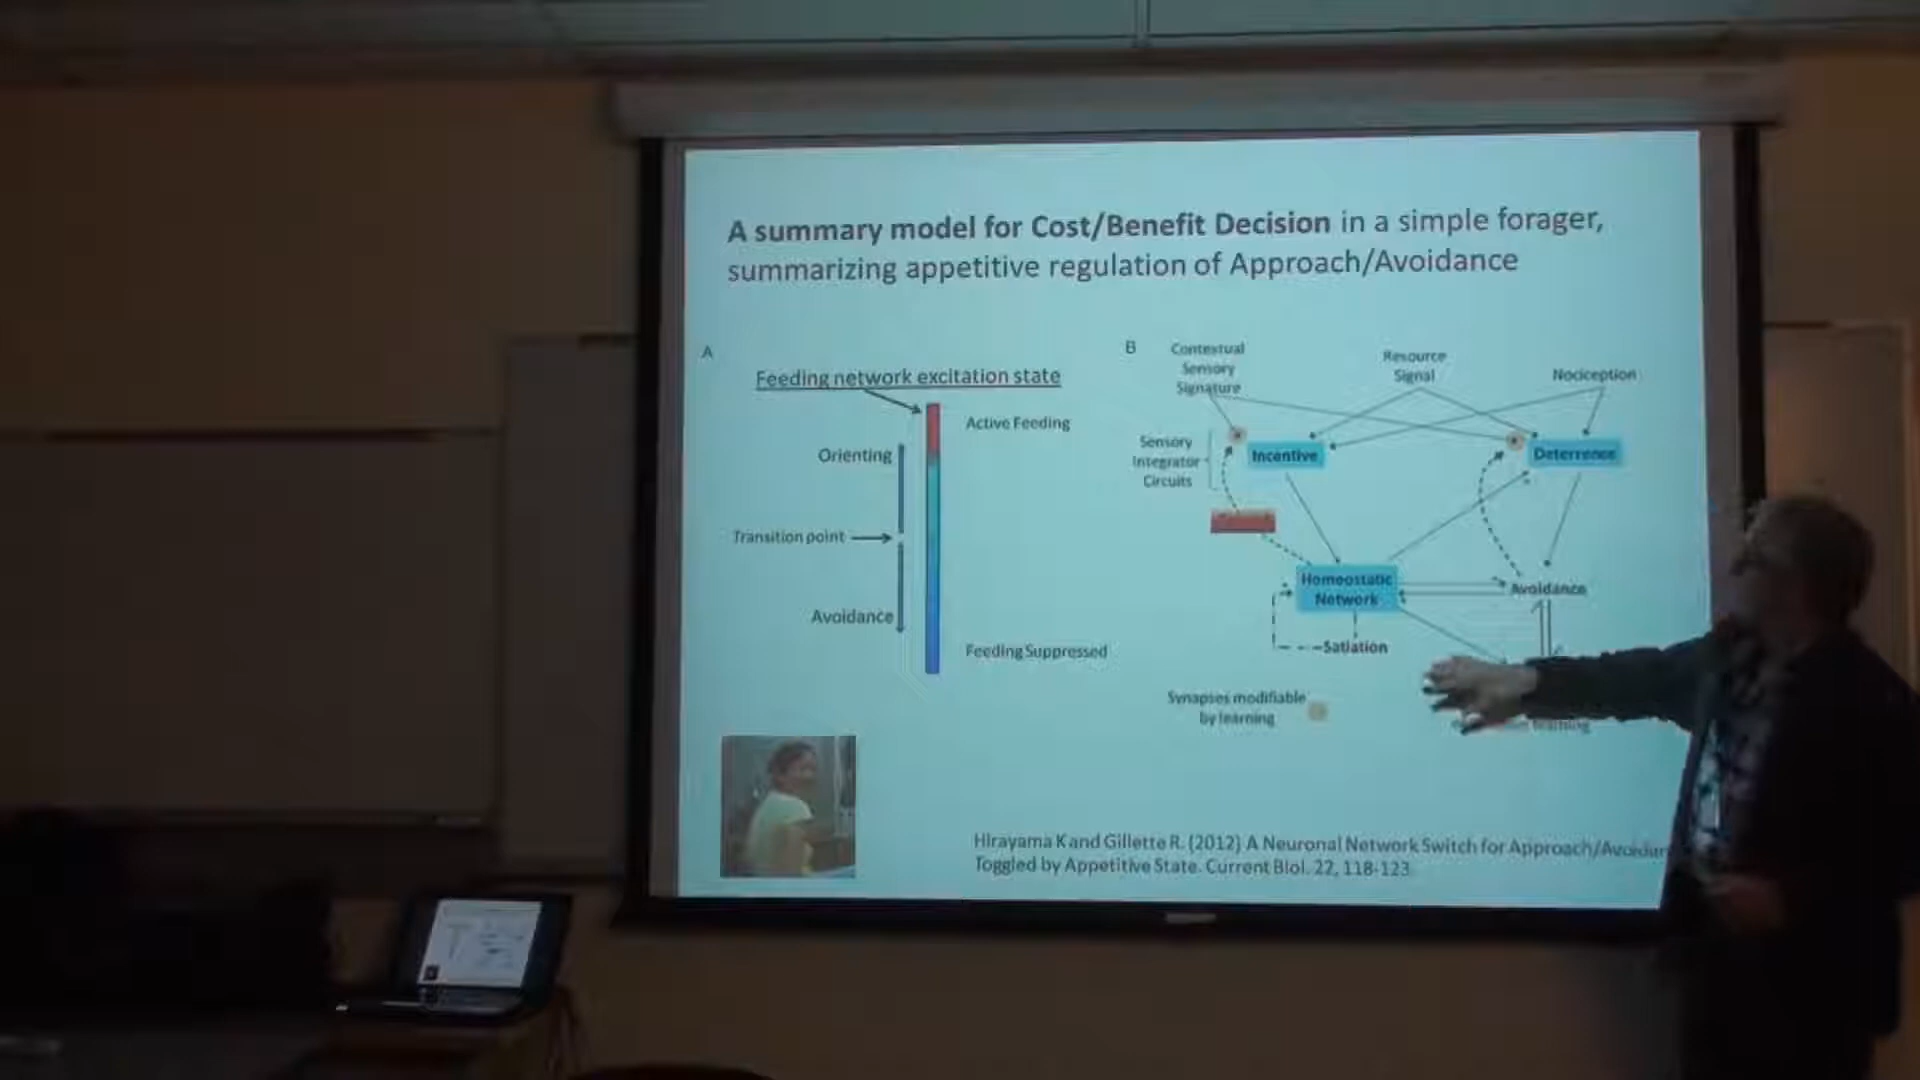 A summary model for Cost/Benefit Decision in a simple forager,
summarizing appetitive regulation of Approach/Avoidance
A
Feeding network excitation state
Active Feeding
Orienting
Transition point
Avoidance
Feeding Suppressed
B
Contextual
Sensory
Signature
Resource
Signal
Nociception
Sensory
Integrator
Circuits
Incentive
Deterrence
Homeostatic
Network
Avoidance
Satiation
Synapses modifiable
by learning
Hirayama K and Gillette R. (2012) A Neuronal Network Switch for Approach/
Toggled by Appetitive State. Current Biol. 22, 118-123